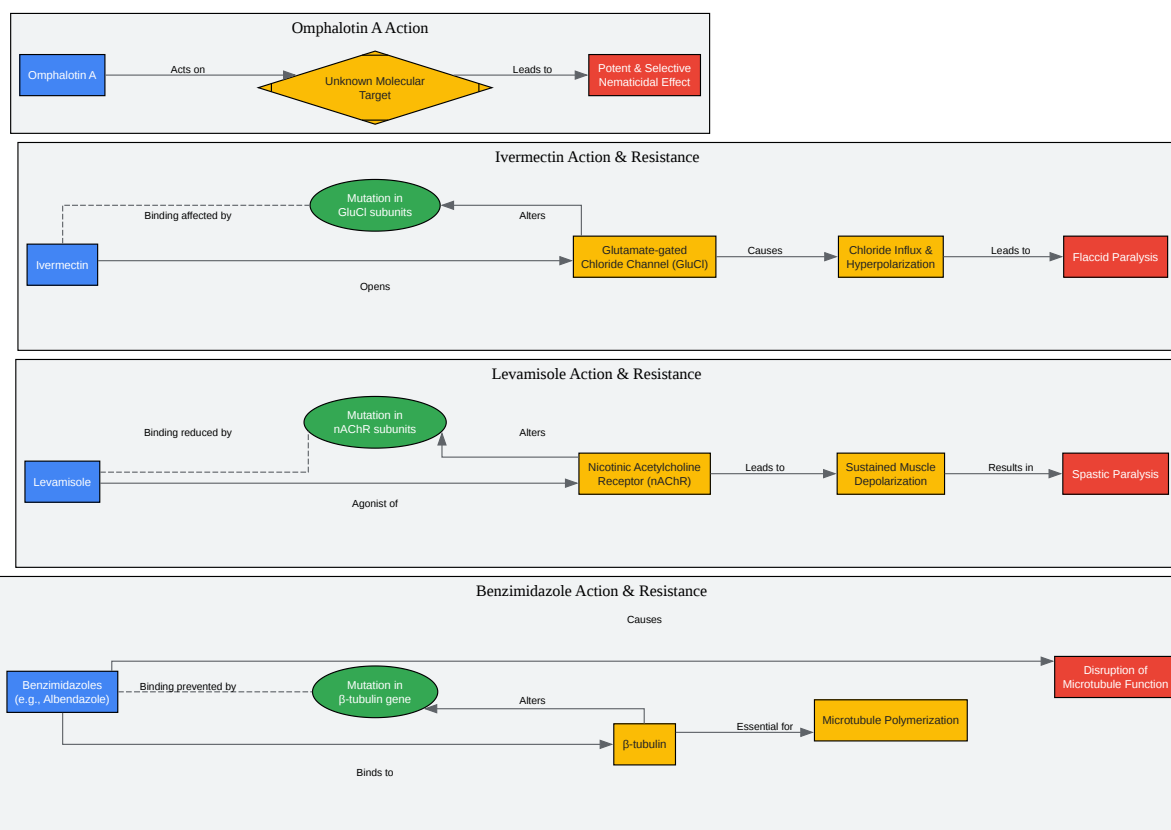 Omphalotin A Action
Omphalotin A
Acts on
Unknown Molecular
Target
Leads to
Potent & Selective
Nematicidal Effect
Ivermectin Action & Resistance
Mutation in
GluCl subunits
Binding affected by
Alters
Ivermectin
Glutamate-gated
Chloride Channel (GluCl)
Causes
Chloride Influx &
Hyperpolarization
Leads to
Flaccid Paralysis
Opens
Levamisole Action & Resistance
Mutation in
nAChR subunits
Binding reduced by
Alters
Levamisole
Nicotinic Acetylcholine
Receptor (nAChR)
Leads to
Sustained Muscle
Depolarization
Results in
Spastic Paralysis
Agonist of
Benzimidazole Action & Resistance
Causes
Benzimidazoles
(e.g., Albendazole)
Binding prevented by
Mutation in
β-tubulin gene
Alters
Disruption of
Microtubule Function
β-tubulin
Essential for
Microtubule Polymerization
Binds to